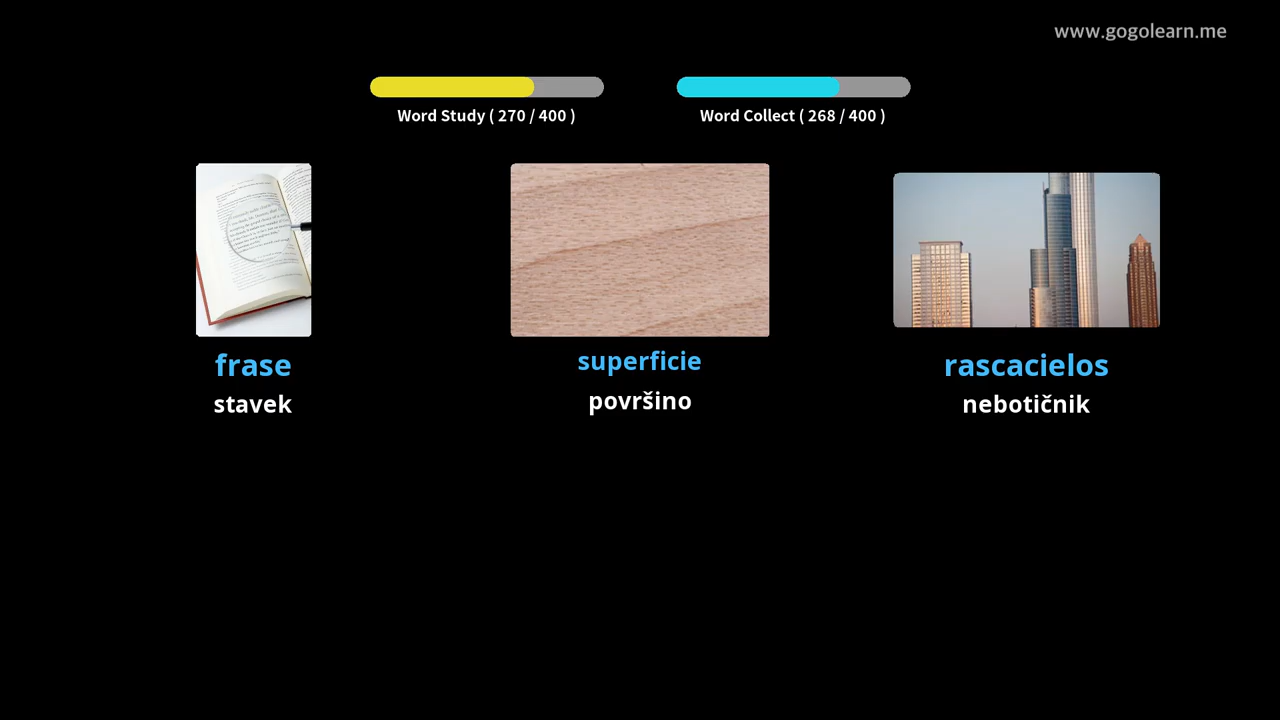 www.gogolearn.me
Word Study ( 270 / 400 )
Word Collect ( 268 / 400 )
frase
superficie
rascacielos
stavek
površino
nebotičnik